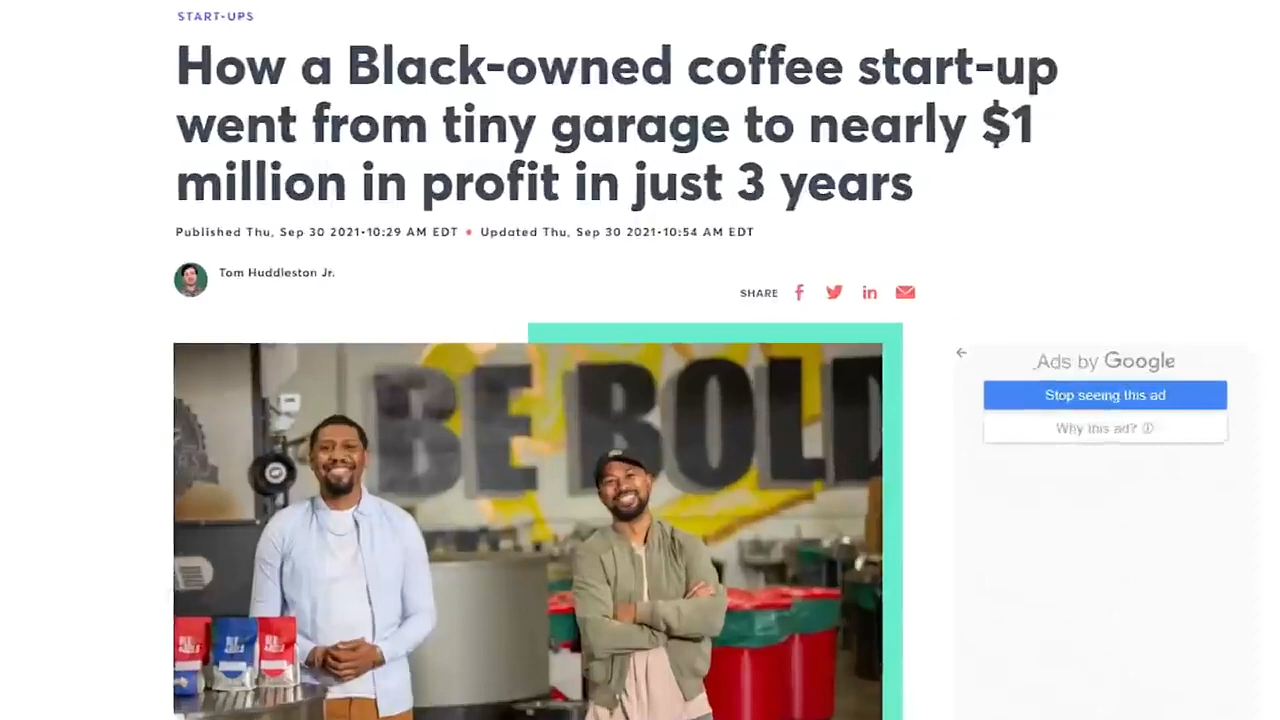 START-UPS
How a Black-owned coffee start-up
went from tiny garage to nearly $1
million in profit in just 3 years
Published Thu, Sep 30 2021•10:29 AM EDT • Updated Thu, Sep 30 2021•10:54 AM EDT
Tom Huddleston Jr.
SHARE
Ads by Google
Stop seeing this ad
Why this ad?
BE BOLD